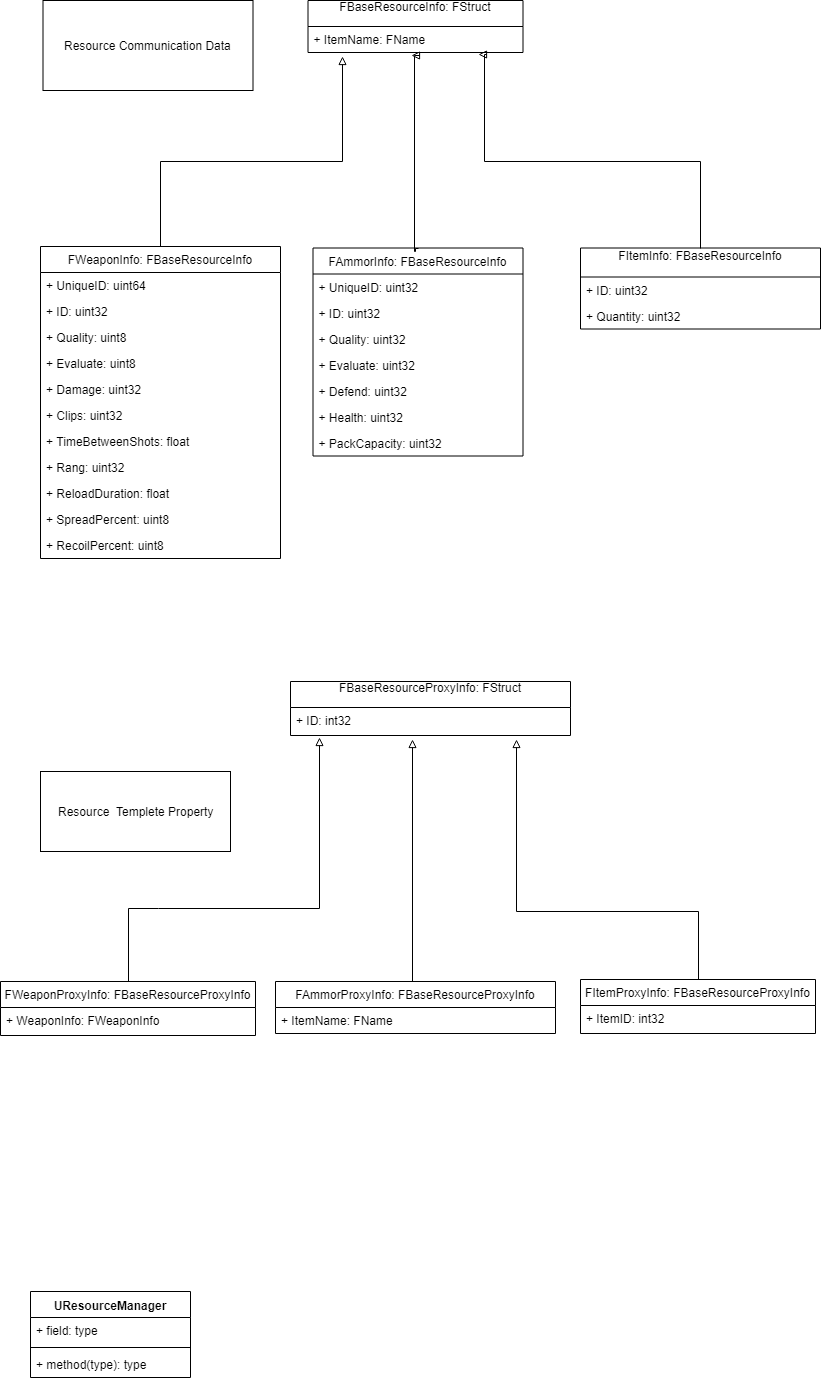 Resource Communication Data
FBaseResourceInfo: FStruct
+ ItemName: FName
FWeaponInfo: FBaseResourceInfo
+ UniqueID: uint64
+ ID: uint32
+ Quality: uint8
+ Evaluate: uint8
+ Damage: uint32
+ Clips: uint32
+ TimeBetweenShots: float
+ Rang: uint32
+ ReloadDuration: float
+ SpreadPercent: uint8
+ RecoilPercent: uint8
FAmmorInfo: FBaseResourceInfo
+ UniqueID: uint32
+ ID: uint32
+ Quality: uint32
+ Evaluate: uint32
+ Defend: uint32
+ Health: uint32
+ PackCapacity: uint32
FItemInfo: FBaseResourceInfo
+ ID: uint32
+ Quantity: uint32
FBaseResourceProxyInfo: FStruct
+ ID: int32
Resource  Templete Property
FWeaponProxyInfo: FBaseResourceProxyInfo
+ WeaponInfo: FWeaponInfo
FAmmorProxyInfo: FBaseResourceProxyInfo
+ ItemName: FName
FItemProxyInfo: FBaseResourceProxyInfo
+ ItemID: int32
UResourceManager
+ field: type
+ method(type): type